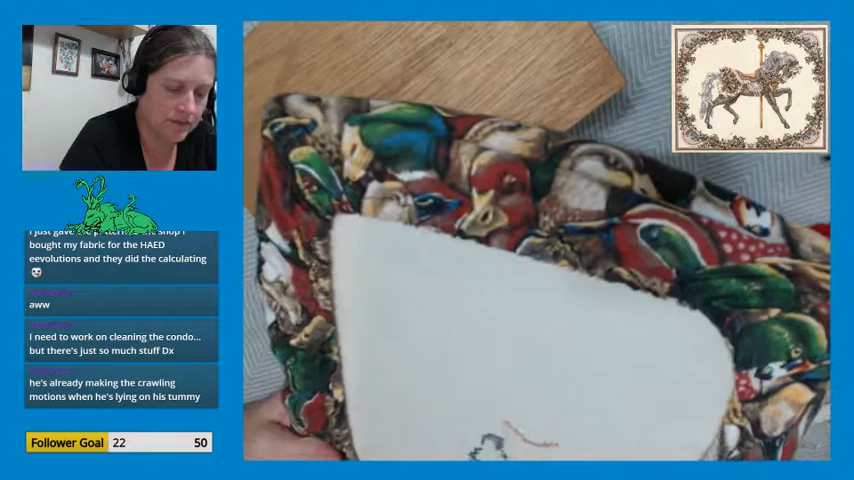 bought my fabric for the HAED
eevolutions and they did the calculating
aww
I need to work on cleaning the condo...
but there's just so much stuff Dx
he's already making the crawling
motions when he's lying on his tummy
Follower Goal 22 50